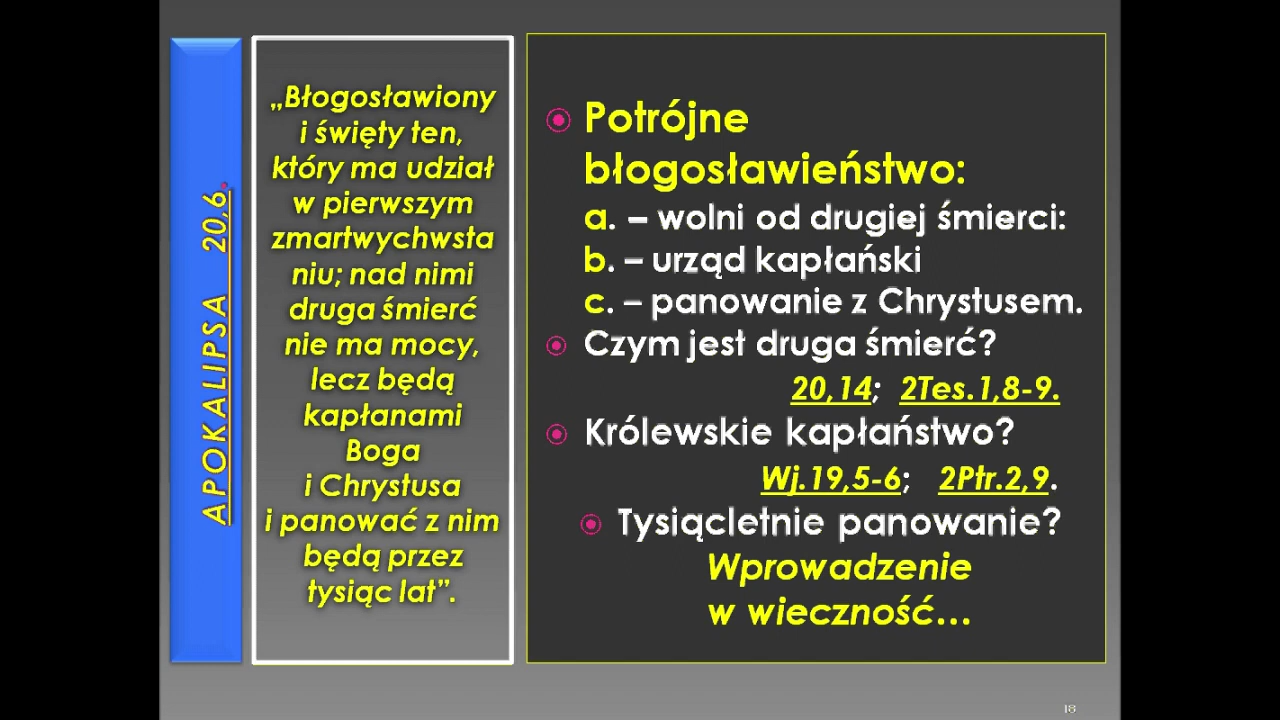 APOKALIPSA 20,6.
„Błogosławiony
i święty ten,
który ma udział
w pierwszym
zmartwychwsta
niu; nad nimi
druga śmierć
nie ma mocy,
lecz będą
kapłanami
Boga
i Chrystusa
i panować z nim
będą przez
tysiąc lat”.
Potrójne
błogosławieństwo:
a. – wolni od drugiej śmierci:
b. – urząd kapłański
c. – panowanie z Chrystusem.
Czym jest druga śmierć?
20,14; 2Tes.1,8-9.
Królewskie kapłaństwo?
Wj.19,5-6; 2Ptr.2,9.
Tysiącletnie panowanie?
Wprowadzenie
w wieczność...
18